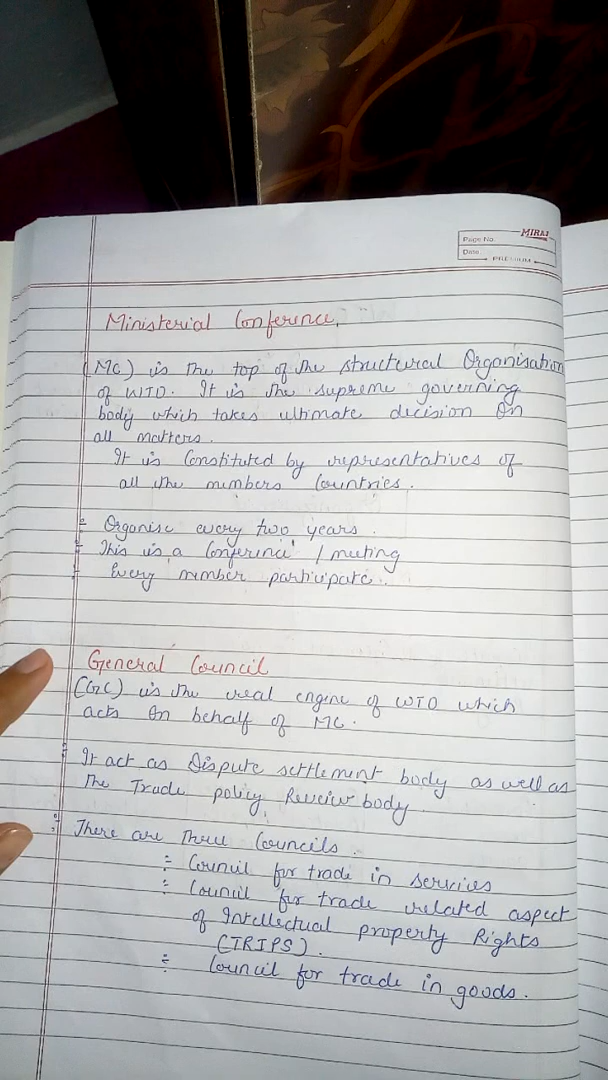 MIRAJ
Page No.
Date
PREMIUM
Ministerial Conference.
(MC) is the top of the structural Organisation
of WTO. It is the supreme governing
body which takes ultimate decision on
all matters.
It is Constituted by representatives of
all the members Countries.
Organise every two years.
This is a Conference / meeting
Every member participate.
General Council
(GC) is the real engine of WTO which
acts on behalf of MC.
It act as Dispute settlement body as well as
The Trade policy Review body
There are Three Councils.
÷ Council for trade in services
÷ Council for trade related aspect
of Intellectual property Rights
(TRIPS).
÷ Council for trade in goods.